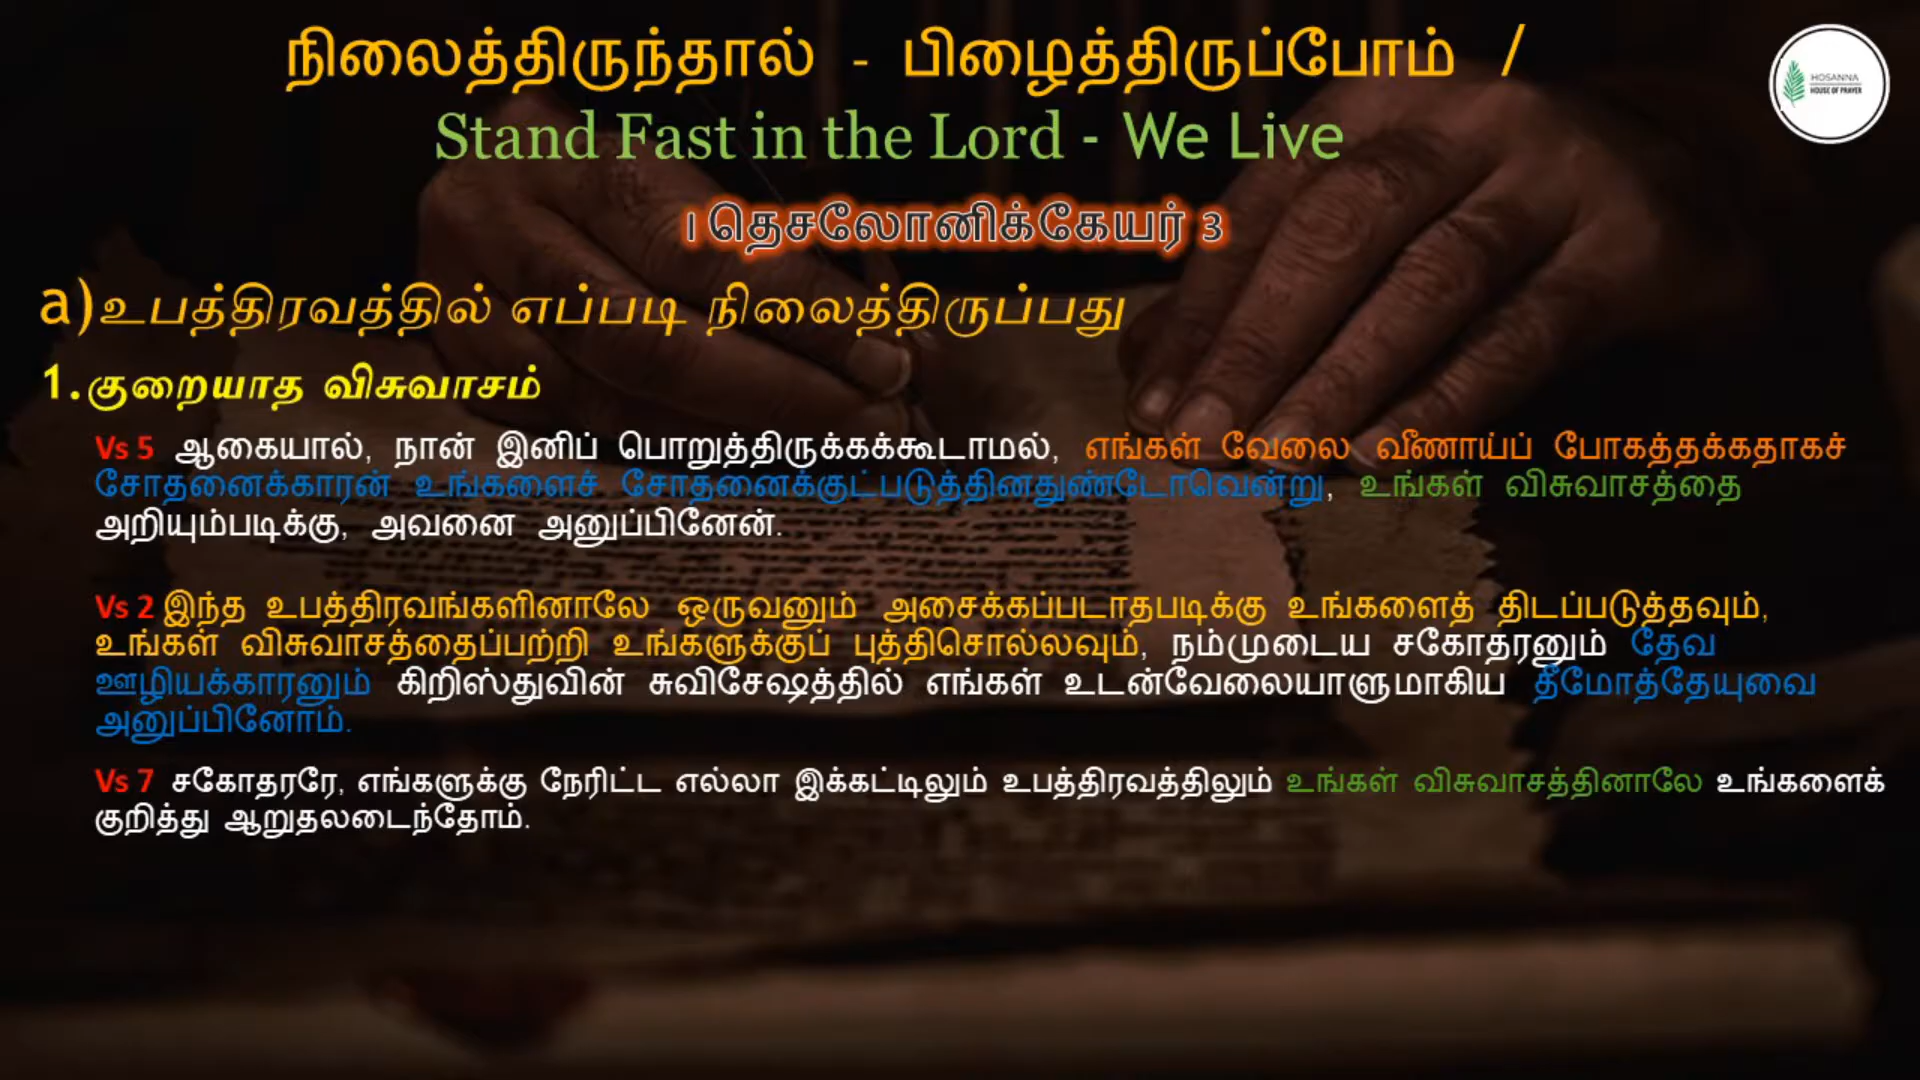 நிலைத்திருந்தால் - பிழைத்திருப்போம் /
Stand Fast in the Lord - We Live
HOSANNA
HOUSE OF PRAYER
I தெசலோனிக்கேயர் 3
a)உபத்திரவத்தில் எப்படி நிலைத்திருப்பது
1.குறையாத விசுவாசம்
Vs 5 ஆகையால், நான் இனிப் பொறுத்திருக்கக்கூடாமல், எங்கள் வேலை வீணாய்ப் போகத்தக்கதாகச்
சோதனைக்காரன் உங்களைச் சோதனைக்குட்படுத்தினதுண்டோவென்று, உங்கள் விசுவாசத்தை
அறியும்படிக்கு, அவனை அனுப்பினேன்.
Vs 2 இந்த உபத்திரவங்களினாலே ஒருவனும் அசைக்கப்படாதபடிக்கு உங்களைத் திடப்படுத்தவும்,
உங்கள் விசுவாசத்தைப்பற்றி உங்களுக்குப் புத்திசொல்லவும், நம்முடைய சகோதரனும் தேவ
ஊழியக்காரனும் கிறிஸ்துவின் சுவிசேஷத்தில் எங்கள் உடன்வேலையாளுமாகிய தீமோத்தேயுவை
அனுப்பினோம்.
Vs 7 சகோதரரே, எங்களுக்கு நேரிட்ட எல்லா இக்கட்டிலும் உபத்திரவத்திலும் உங்கள் விசுவாசத்தினாலே உங்களைக்
குறித்து ஆறுதலடைந்தோம்.